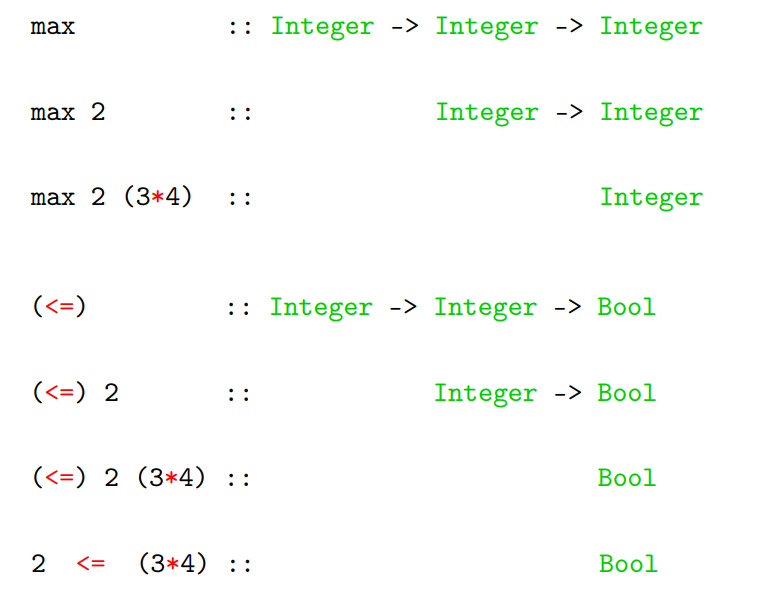 max :: Integer -> Integer -> Integer
max 2 :: Integer -> Integer
max 2 (3*4) :: Integer
(<=) :: Integer -> Integer -> Bool
(<=) 2 :: Integer -> Bool
(<=) 2 (3*4) :: Bool
2 <= (3*4) :: Bool